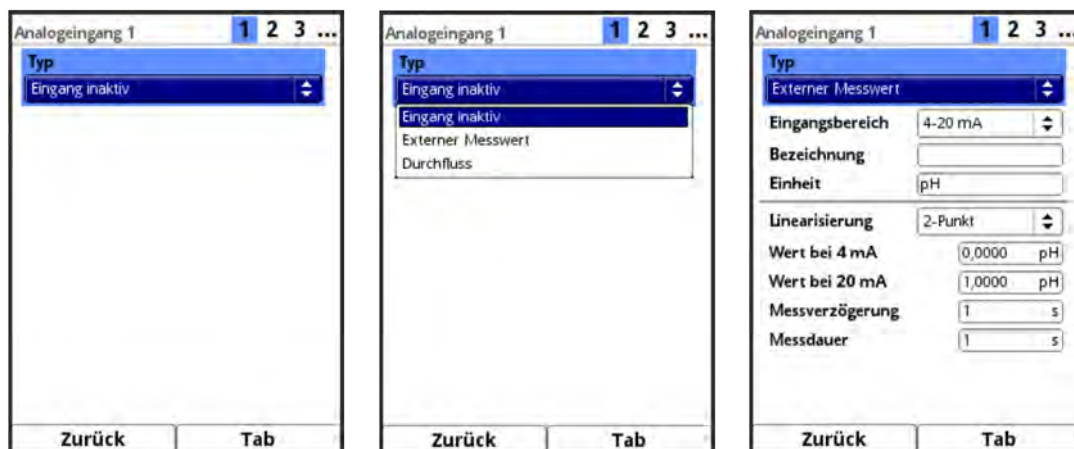 Analogeingang 1 1 2 3 ...
Typ
Eingang inaktiv
Zurück Tab
Analogeingang 1 1 2 3 ...
Typ
Eingang inaktiv
Eingang inaktiv
Externer Messwert
Durchfluss
Zurück Tab
Analogeingang 1 1 2 3 ...
Typ
Externer Messwert
Eingangsbereich 4-20 mA
Bezeichnung
Einheit pH
Linearisierung 2-Punkt
Wert bei 4 mA 0,0000 pH
Wert bei 20 mA 1,0000 pH
Messverzögerung 1 s
Messdauer 1 s
Zurück Tab